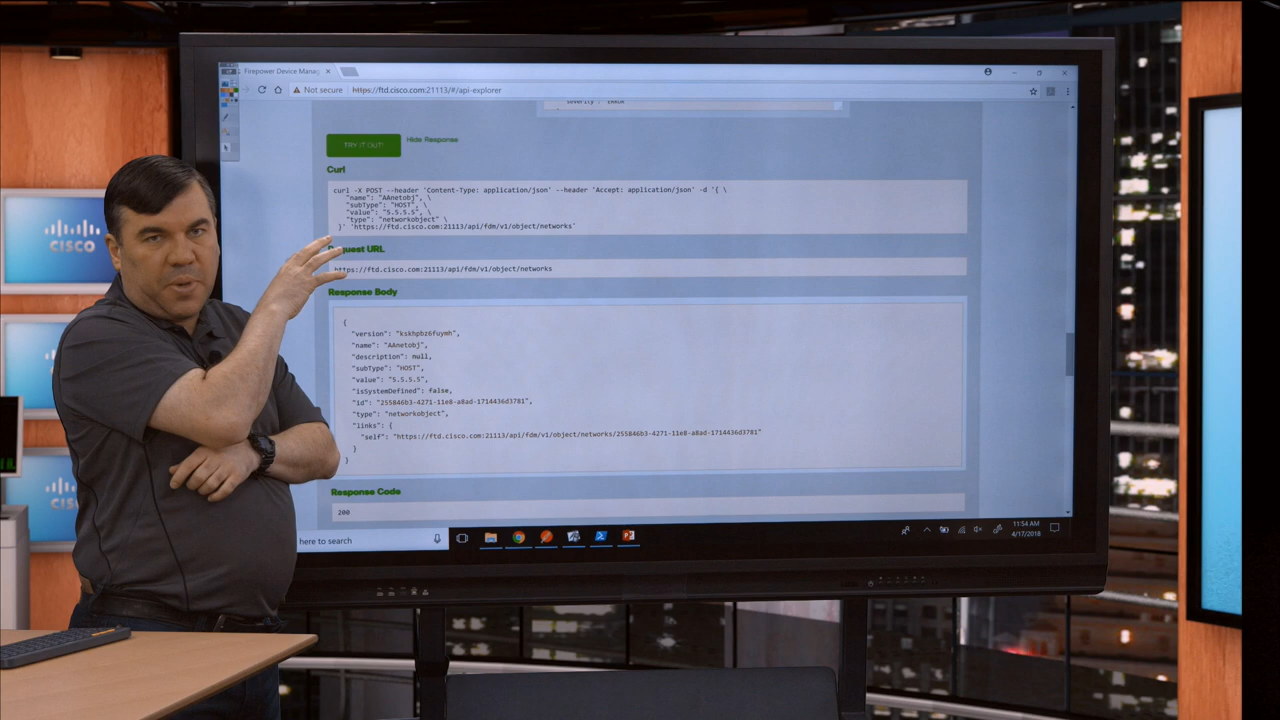 Firepower Device Manag
Not secure
https://ftd.cisco.com:21113/#/api-explorer
"severity": "ERROR"
TRY IT OUT!
Hide Response
Curl
curl -X POST --header 'Content-Type: application/json' --header 'Accept: application/json' -d '{ \
"name": "AAnetobj", \
"subType": "HOST", \
"value": "5.5.5.5", \
"type": "networkobject" \
}' 'https://ftd.cisco.com:21113/api/fdm/v1/object/networks'
quest URL
https://ftd.cisco.com:21113/api/fdm/v1/object/networks
Response Body
{
"version": "kskhpbz6fuymh",
"name": "AAnetobj",
"description": null,
"subType": "HOST",
"value": "5.5.5.5",
"isSystemDefined": false,
"id": "255846b3-4271-11e8-a8ad-1714436d3781",
"type": "networkobject",
"links": {
"self": "https://ftd.cisco.com:21113/api/fdm/v1/object/networks/255846b3-4271-11e8-a8ad-1714436d3781"
}
}
Response Code
200
here to search
11:54 AM
4/17/2018
CISCO
CIS